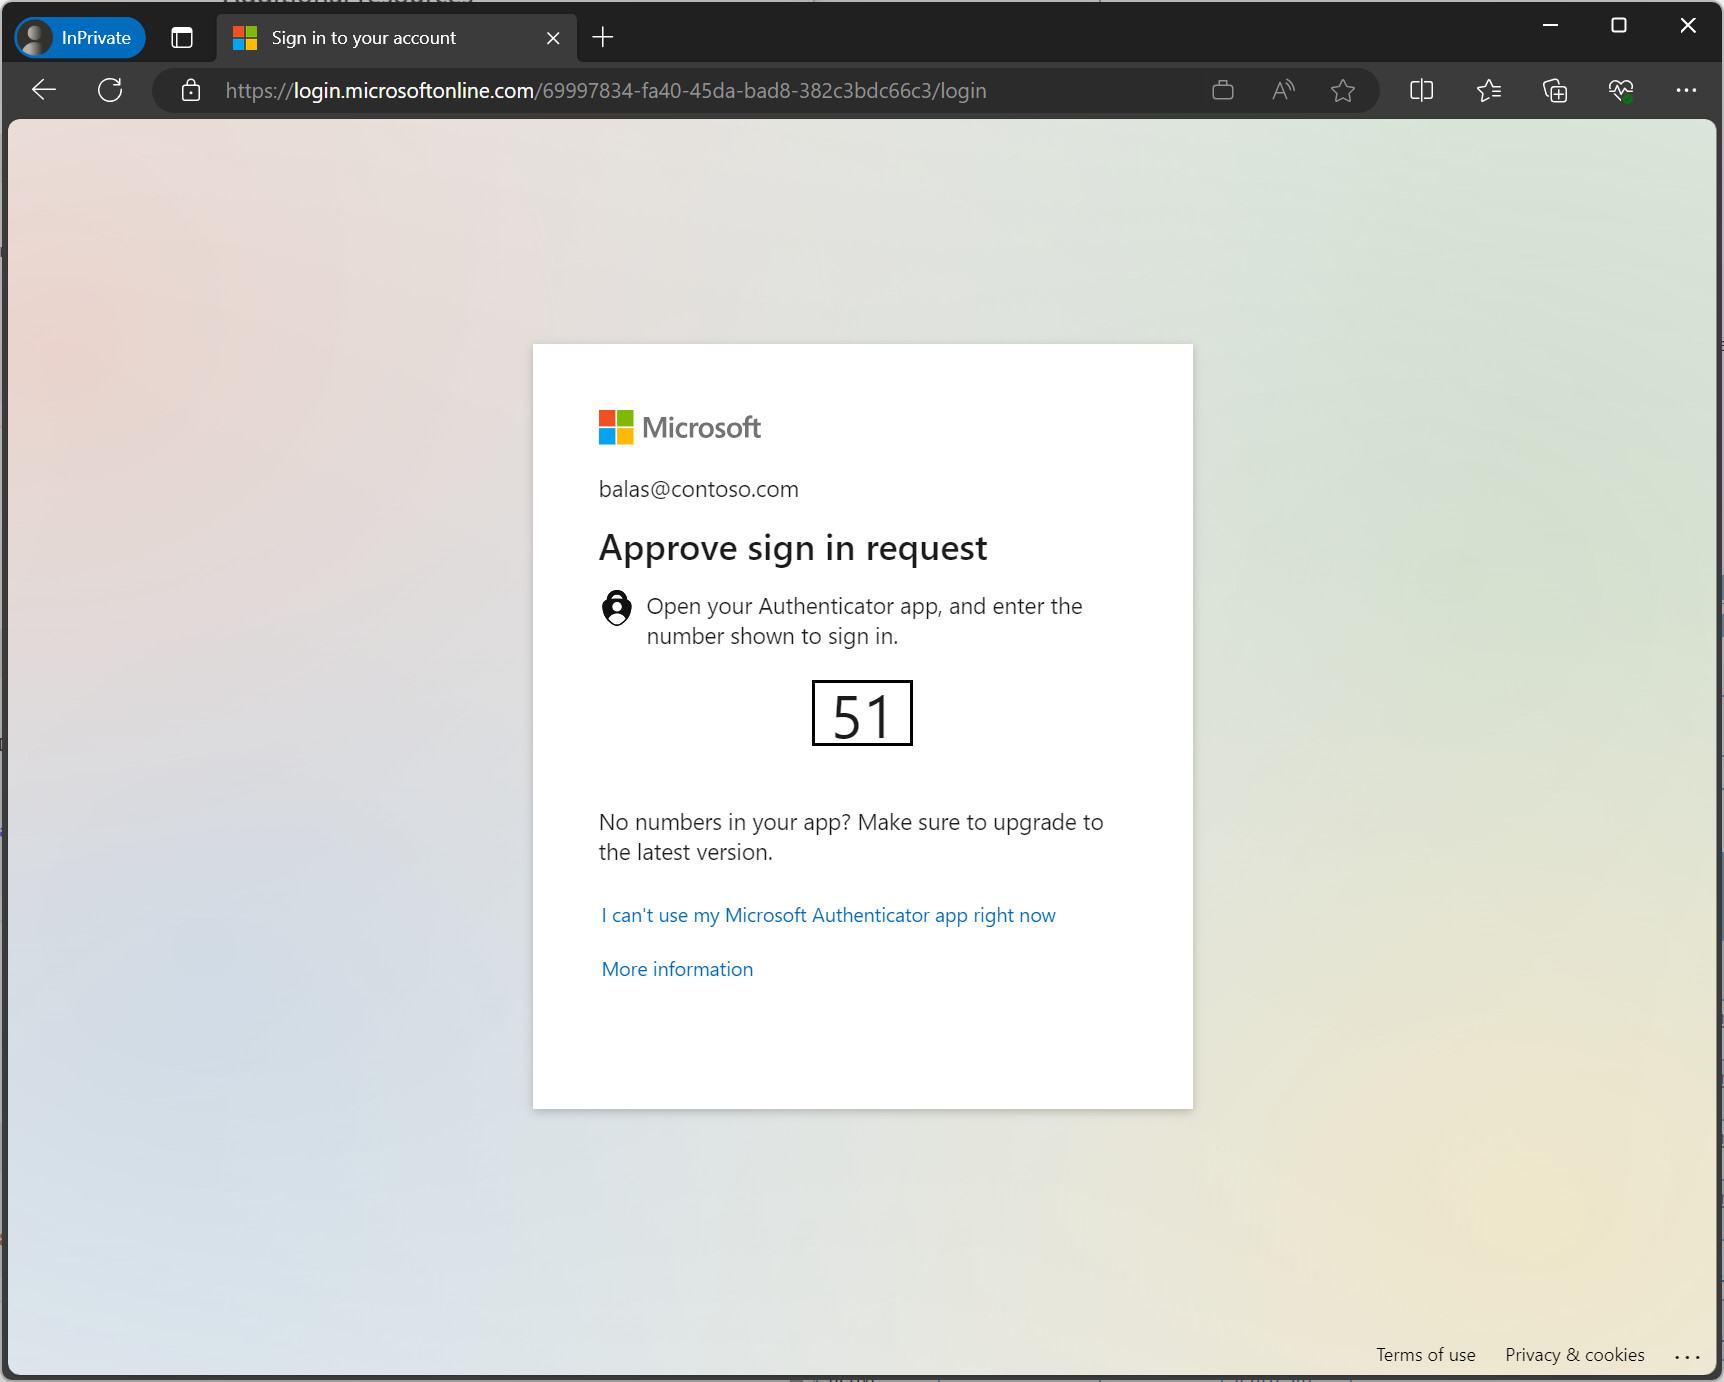 InPrivate
Sign in to your account
https://login.microsoftonline.com/69997834-fa40-45da-bad8-382c3bdc66c3/login
Microsoft
balas@contoso.com
Approve sign in request
Open your Authenticator app, and enter the
number shown to sign in.
51
No numbers in your app? Make sure to upgrade to
the latest version.
I can't use my Microsoft Authenticator app right now
More information
Terms of use Privacy & cookies ...